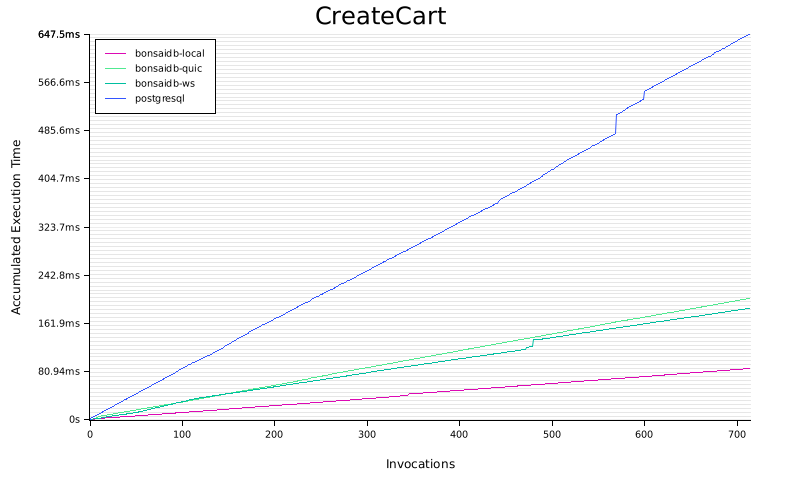 CreateCart
647.5ms
566.6ms
485.6ms
404.7ms
323.7ms
242.8ms
161.9ms
80.94ms
0s
Accumulated Execution Time
bonsaidb-local
bonsaidb-quic
bonsaidb-ws
postgresql
0 100 200 300 400 500 600 700
Invocations